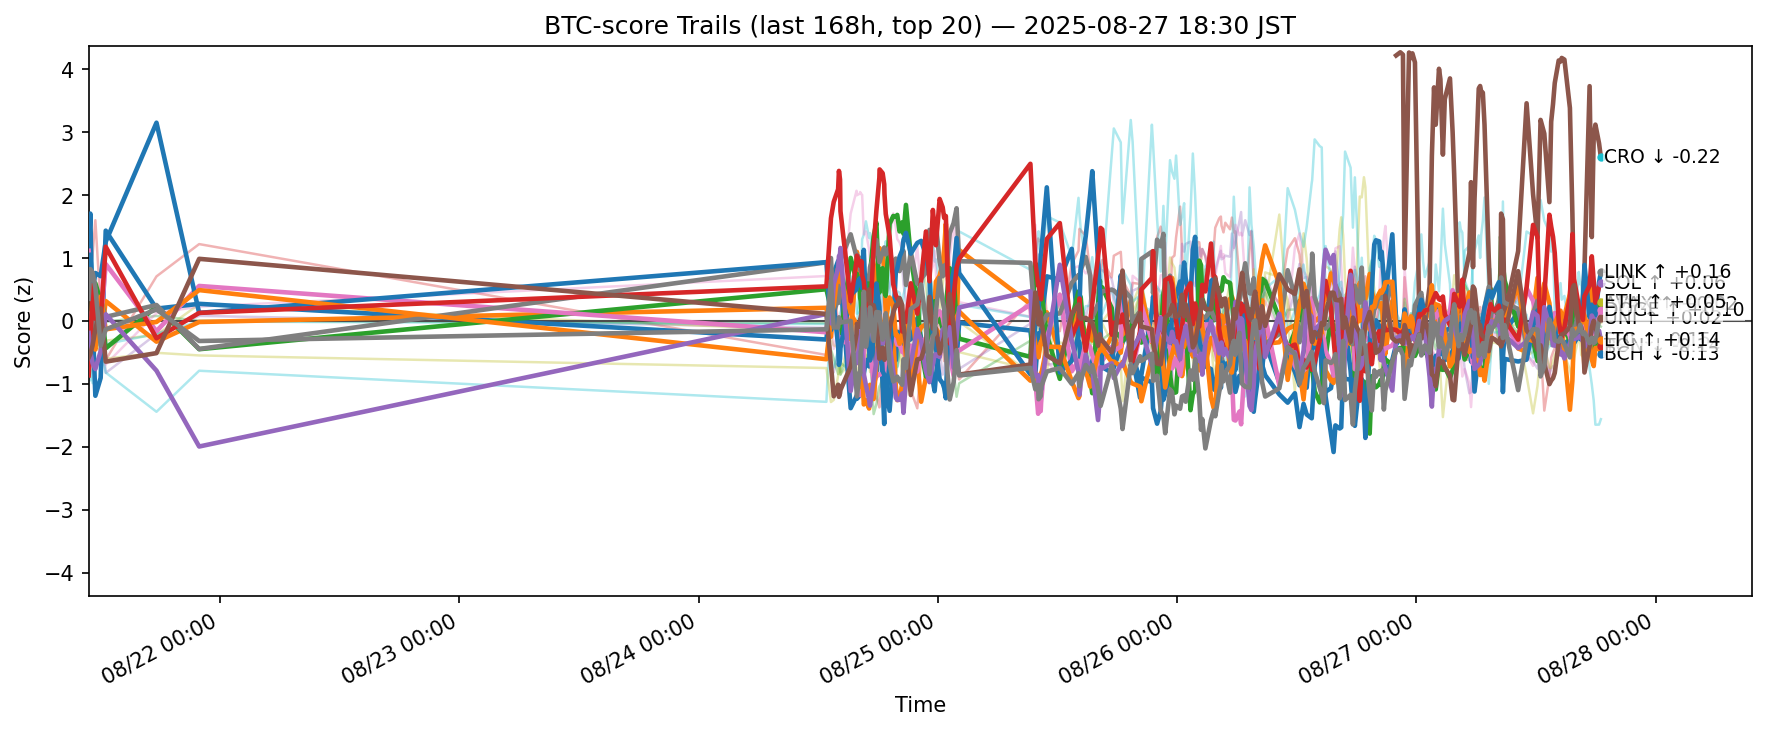 BTC-score Trails (last 168h, top 20) — 2025-08-27 18:30 JST
Score (z)
4
3
2
1
0
−1
−2
−3
−4
CRO ↓ -0.22
LINK ↑ +0.16
SOL ↑ +0.06
ETH ↑ +0.05
DOGE
UNI ↑ +0.02
LTC ↑ +0.14
BCH ↓ -0.13
08/22 00:00
08/23 00:00
08/24 00:00
08/25 00:00
08/26 00:00
08/27 00:00
08/28 00:00
Time